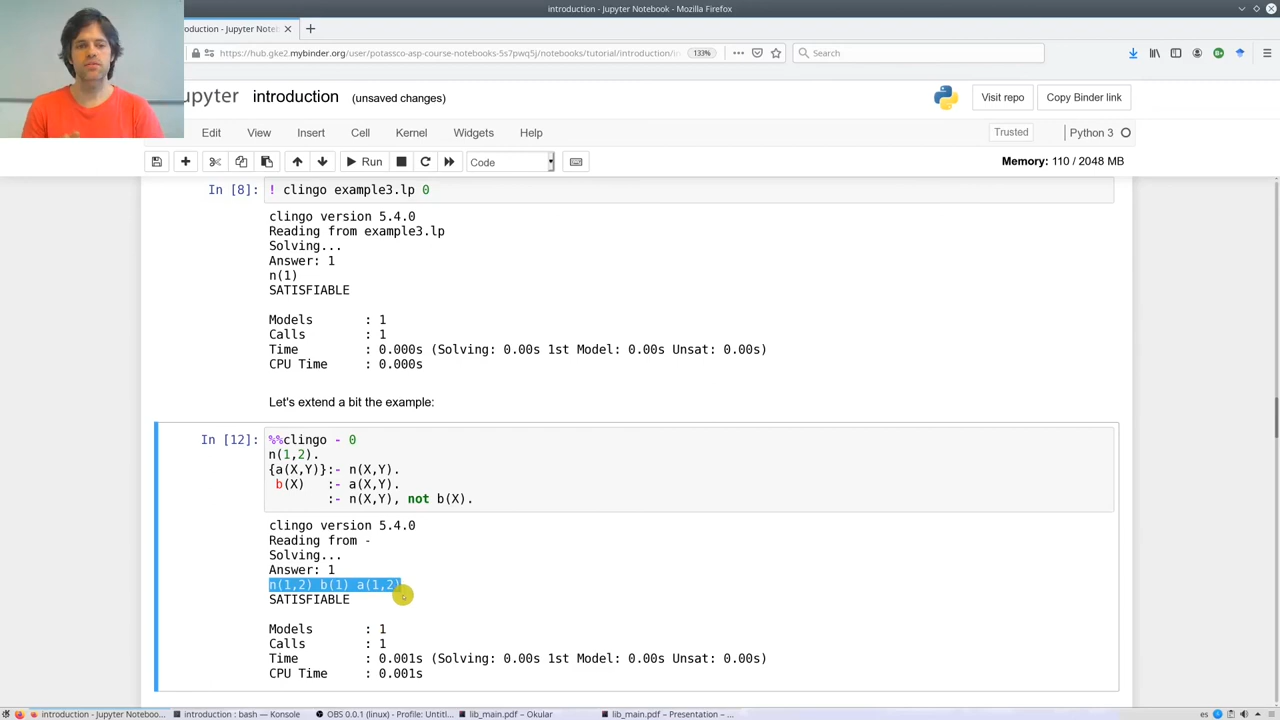 introduction - Jupyter Notebook - Mozilla Firefox
oduction - Jupyter Note
https://hub.gke2.mybinder.org/user/potassco-asp-course-notebooks-5s7pwq5j/notebooks/tutorial/introduction/in
133%
Search
upyter introduction (unsaved changes)
Visit repo
Copy Binder link
Edit View Insert Cell Kernel Widgets Help
Trusted
Python 3
Run
Code
Memory: 110 / 2048 MB
In [8]: ! clingo example3.lp 0
clingo version 5.4.0
Reading from example3.lp
Solving...
Answer: 1
n(1)
SATISFIABLE
Models : 1
Calls : 1
Time : 0.000s (Solving: 0.00s 1st Model: 0.00s Unsat: 0.00s)
CPU Time : 0.000s
Let's extend a bit the example:
In [12]: %%clingo - 0
n(1,2).
{a(X,Y)}:- n(X,Y).
b(X) :- a(X,Y).
:- n(X,Y), not b(X).
clingo version 5.4.0
Reading from -
Solving...
Answer: 1
n(1,2) b(1) a(1,2)
SATISFIABLE
Models : 1
Calls : 1
Time : 0.001s (Solving: 0.00s 1st Model: 0.00s Unsat: 0.00s)
CPU Time : 0.001s
introduction - Jupyter Noteboo...
introduction : bash — Konsole
OBS 0.0.1 (linux) - Profile: Untitl...
lib_main.pdf – Okular
lib_main.pdf – Presentation – ...
es